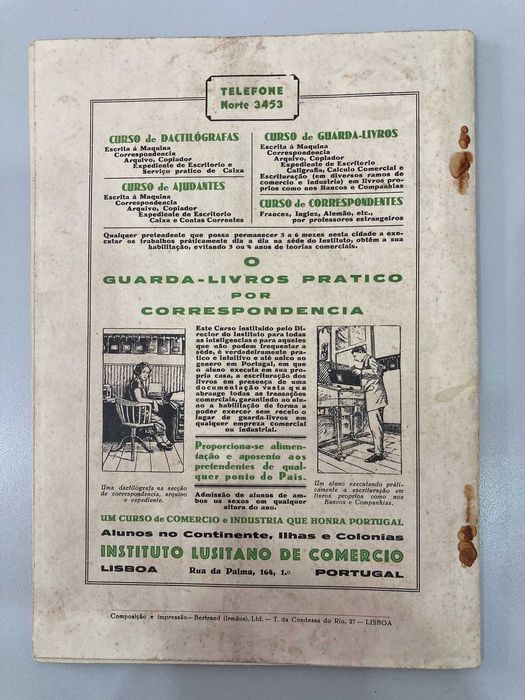 TELEFONE
Norte 3453
CURSO de DACTILÓGRAFAS
Escrita á Maquina
Correspondencia
Arquivo, Copiador
Expediente de Escritorio e
Serviço pratico de Caixa
CURSO de AJUDANTES
Escrita á Maquina
Correspondencia
Arquivo, Copiador
Expediente de Escritorio
Caixa e Contas Correntes
CURSO de GUARDA-LIVROS
Escrita á Maquina
Correspondencia
Arquivo, Copiador
Expediente de Escritorio
Caligrafia, Calculo Comercial e
Escrituração (em diversos ramos de
comercio e industria) em livros pro-
prios como nos Bancos e Companhias
CURSO de CORRESPONDENTES
Francez, Inglez, Alemão, etc.,
por professores estrangeiros
Qualquer pretendente que possa permanecer 3 a 6 mezes nesta cidade a exe-
cutar os trabalhos práticamente dia a dia na séde do Instituto, obtêm a sua
habilitação, evitando 3 ou 4 anos de teorias comerciais.
O
GUARDA-LIVROS PRATICO
POR
CORRESPONDENCIA
Este Curso instituido pelo Di-
rector do Instituto para todas
as inteligencias e para aqueles
que não podem frequentar a
séde, é verdadeiramente pra-
tico e intuitivo e até unico no
genero em Portugal, em que
o aluno executa em sua pro-
pria casa, a escrituração dos
livros em presença de uma
documentação vasta que
abrange todas as transações
comerciais, garantindo ao alu-
no a habilitação de forma a
poder exercer sem receio o
lugar de guarda-livros em
qualquer empreza comercial
ou industrial.
Proporciona-se alimen-
tação e aposento aos
pretendentes de qual-
quer ponto do País.
Admissão de alunos de am-
bos os sexos em qualquer
altura do ano.
Uma dactilógrafa na secção
de correspondencia, arquivo
e expediente.
Um aluno executando práti-
camente a escrituração em
livros proprios como nos
Bancos e Companhias.
UM CURSO de COMERCIO e INDUSTRIA QUE HONRA PORTUGAL
Alunos no Continente, Ilhas e Colonias
INSTITUTO LUSITANO DE COMERCIO
LISBOA Rua da Palma, 164, 1.º PORTUGAL
Composição e impressão—Bertrand (Irmãos), Ltd. — T. da Condessa do Rio, 27 — LISBOA